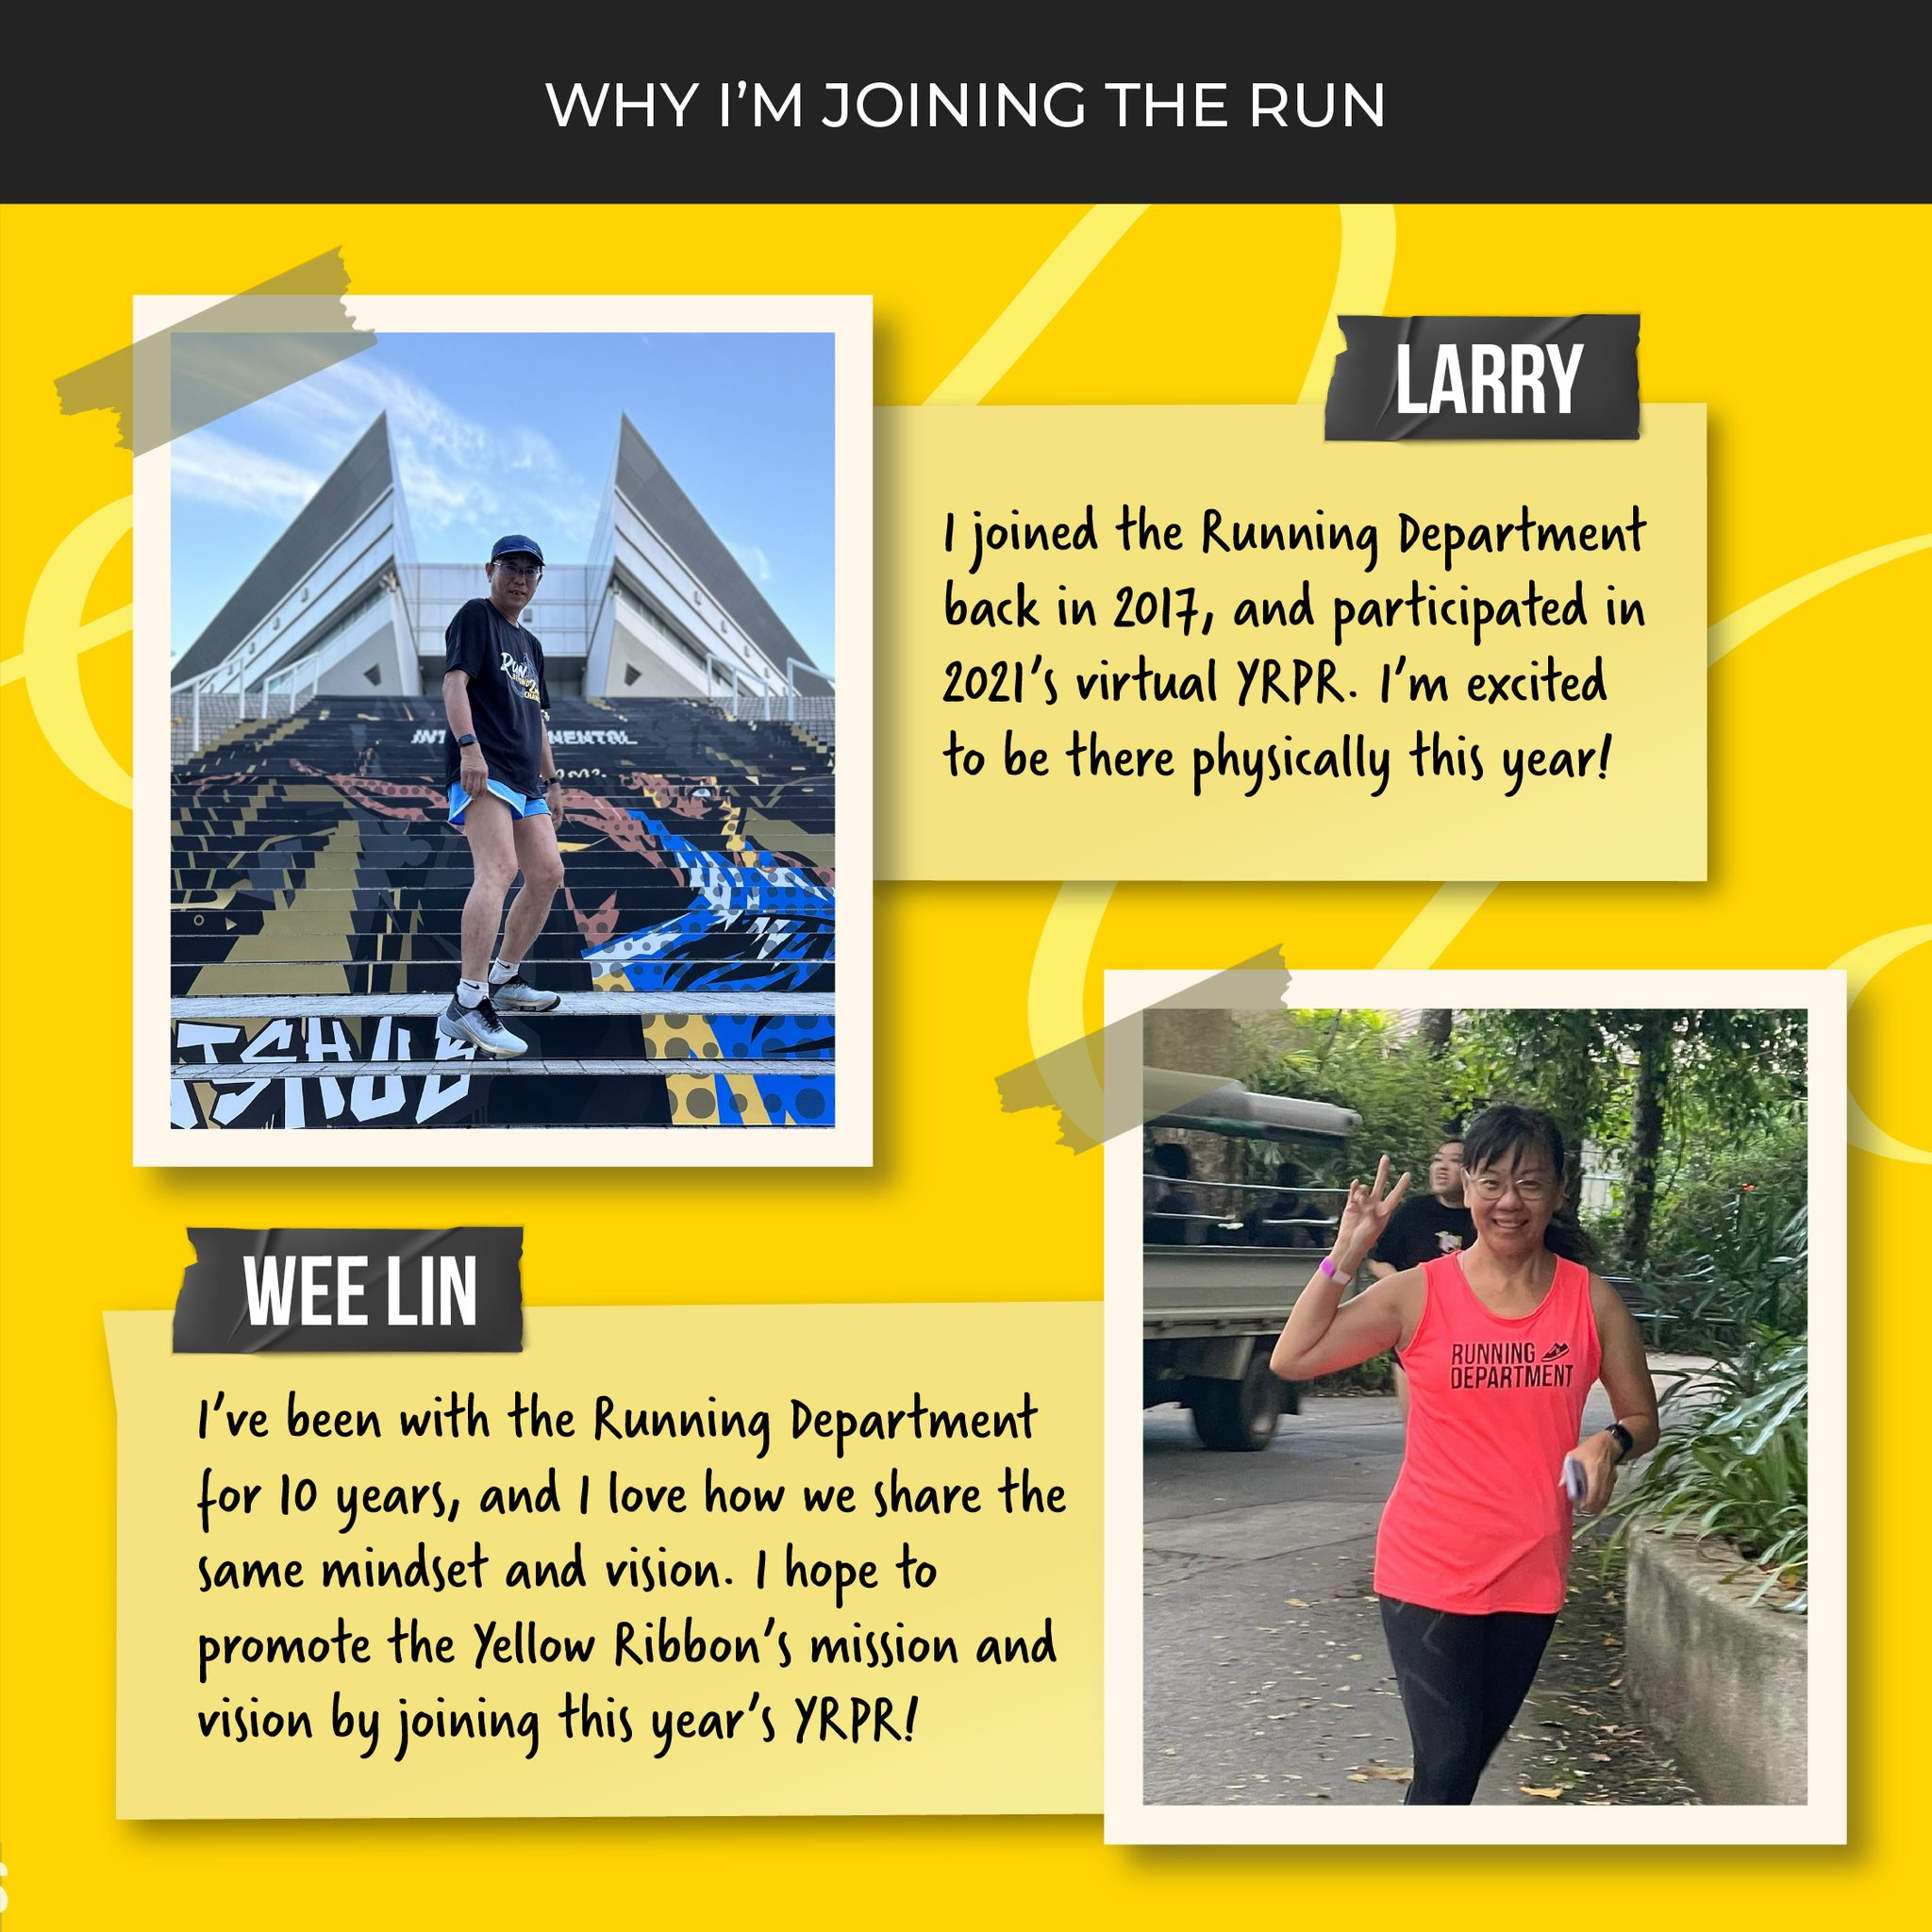 WHY I'M JOINING THE RUN
LARRY
I joined the Running Department
back in 2017, and participated in
2021's virtual YRPR. I'm excited
to be there physically this year!
WEE LIN
I've been with the Running Department
for 10 years, and I love how we share the
same mindset and vision. I hope to
promote the Yellow Ribbon's mission and
vision by joining this year's YRPR!
RUNNING
DEPARTMENT